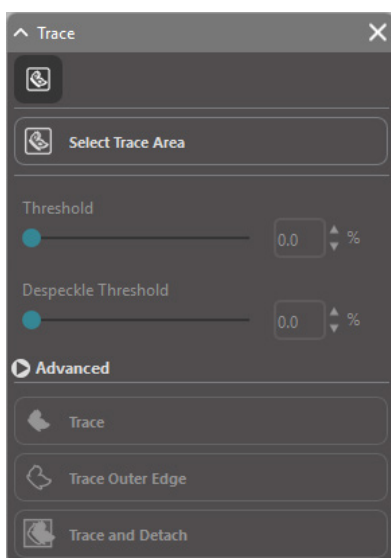 Trace
Select Trace Area
Threshold
0.0 %
Despeckle Threshold
0.0 %
Advanced
Trace
Trace Outer Edge
Trace and Detach